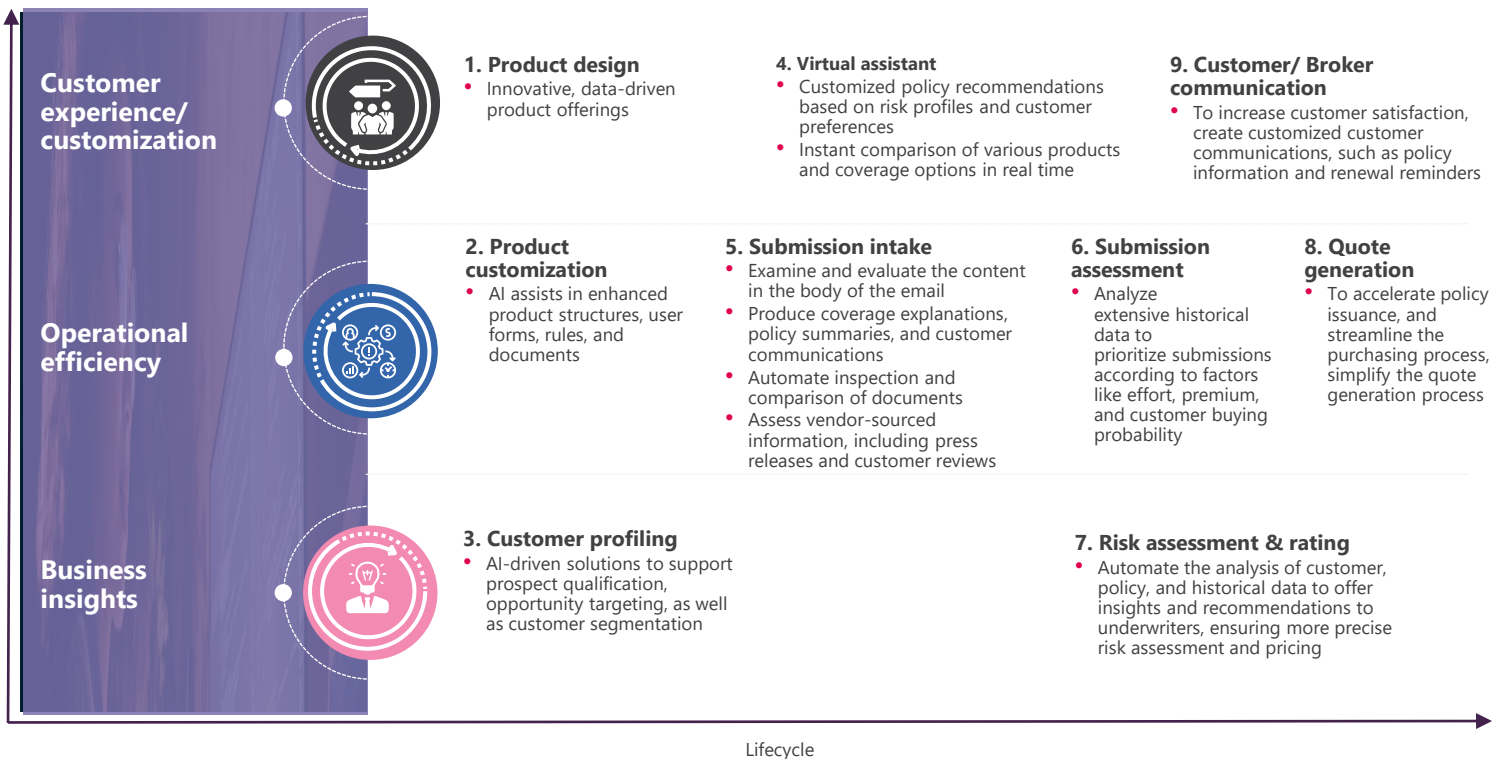 Customer
experience/
customization
1. Product design
• Innovative, data-driven
product offerings
4. Virtual assistant
• Customized policy recommendations
based on risk profiles and customer
preferences
• Instant comparison of various products
and coverage options in real time
9. Customer/ Broker
communication
• To increase customer satisfaction,
create customized customer
communications, such as policy
information and renewal reminders
Operational
efficiency
2. Product
customization
• AI assists in enhanced
product structures, user
forms, rules, and
documents
5. Submission intake
• Examine and evaluate the content
in the body of the email
• Produce coverage explanations,
policy summaries, and customer
communications
• Automate inspection and
comparison of documents
• Assess vendor-sourced
information, including press
releases and customer reviews
6. Submission
assessment
• Analyze
extensive historical
data to
prioritize submissions
according to factors
like effort, premium,
and customer buying
probability
8. Quote
generation
• To accelerate policy
issuance, and
streamline the
purchasing process,
simplify the quote
generation process
Business
insights
3. Customer profiling
• AI-driven solutions to support
prospect qualification,
opportunity targeting, as well
as customer segmentation
7. Risk assessment & rating
• Automate the analysis of customer,
policy, and historical data to offer
insights and recommendations to
underwriters, ensuring more precise
risk assessment and pricing
Lifecycle